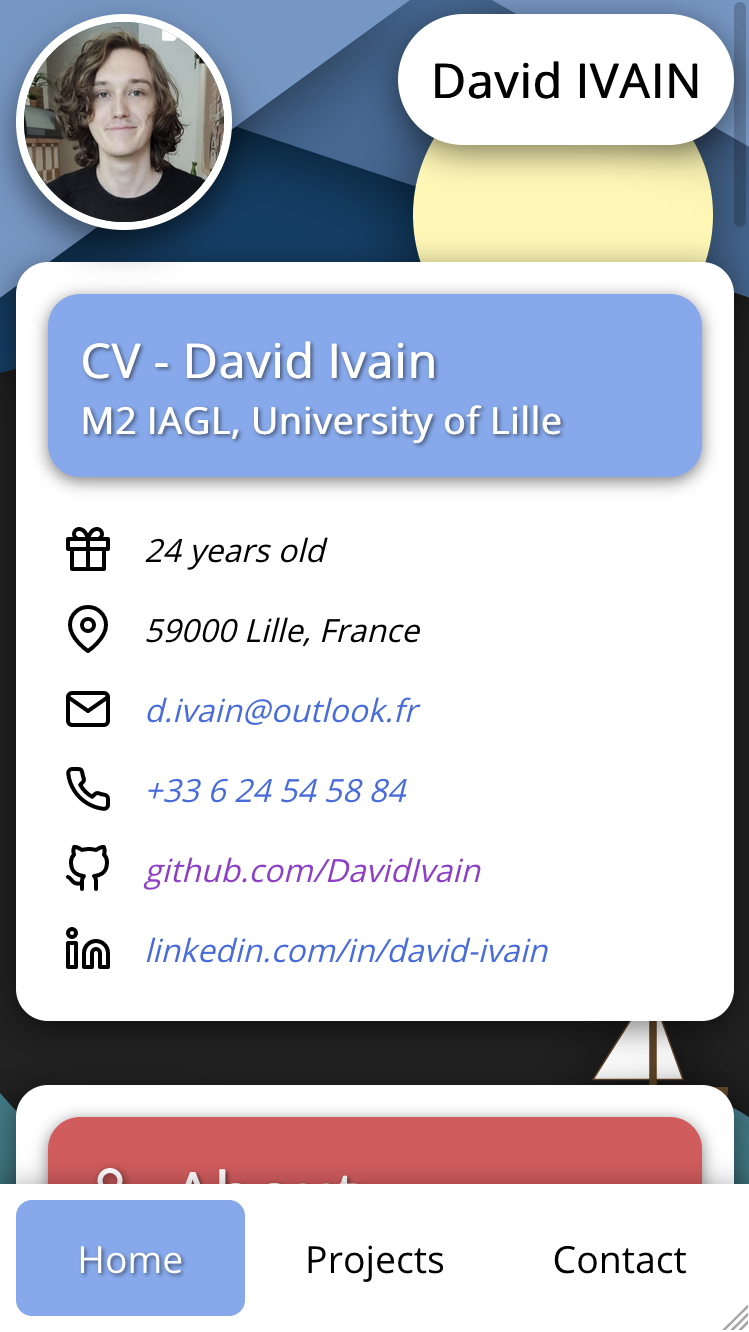 David IVAIN
CV - David Ivain
M2 IAGL, University of Lille
24 years old
59000 Lille, France
d.ivain@outlook.fr
+33 6 24 54 58 84
github.com/DavidIvain
linkedin.com/in/david-ivain
About
Home
Projects
Contact